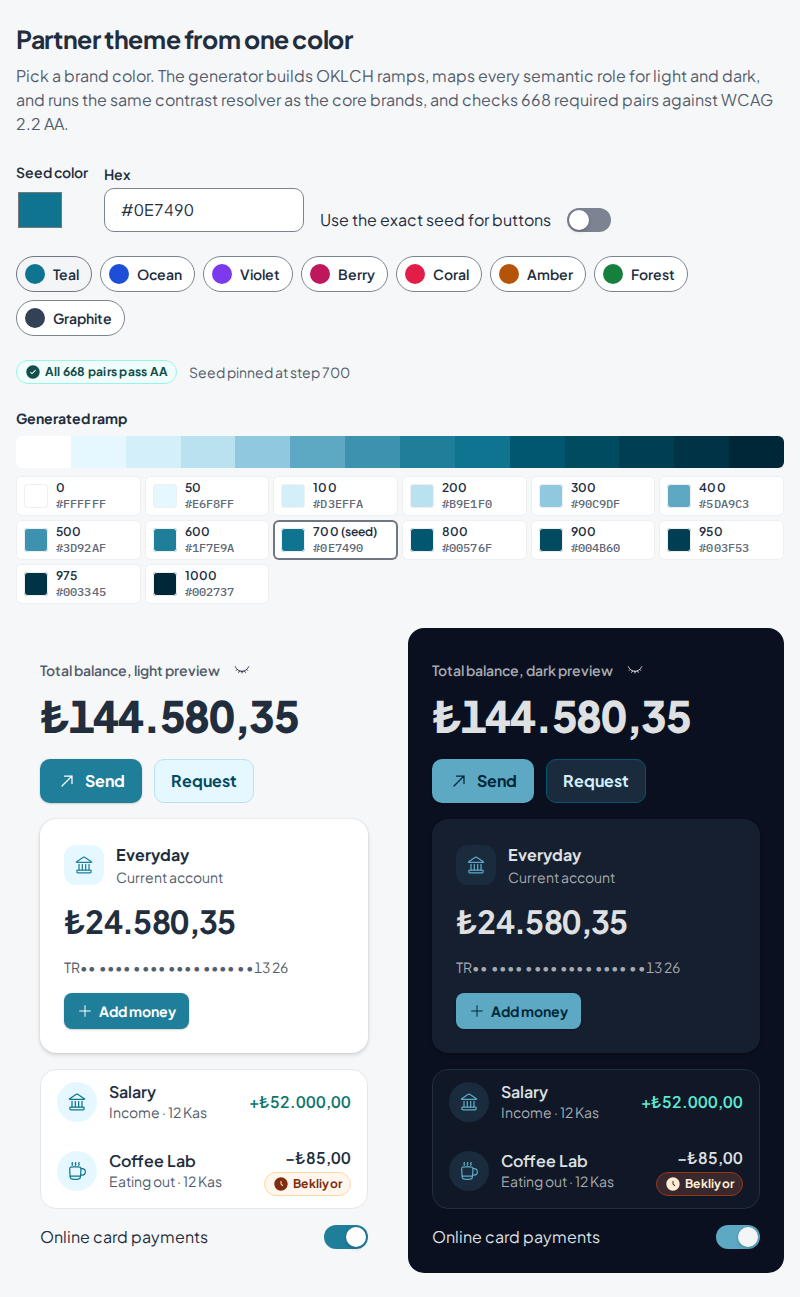 Partner theme from one color
Pick a brand color. The generator builds OKLCH ramps, maps every semantic role for light and dark,
and runs the same contrast resolver as the core brands, and checks 668 required pairs against WCAG
2.2 AA.
Seed color
Hex
#0E7490
Use the exact seed for buttons
Teal
Ocean
Violet
Berry
Coral
Amber
Forest
Graphite
All 668 pairs pass AA
Seed pinned at step 700
Generated ramp
0
#FFFFFF
50
#E6F8FF
100
#D3EFFA
200
#B9E1F0
300
#90C9DF
400
#5DA9C3
500
#3D92AF
600
#1F7E9A
700 (seed)
#0E7490
800
#00576F
900
#004B60
950
#003F53
975
#003345
1000
#002737
Total balance, light preview
₺144.580,35
Send
Request
Everyday
Current account
₺24.580,35
TR•• •••• •••• •••• •••• ••1326
Add money
Salary
Income · 12 Kas
+₺52.000,00
Coffee Lab
Eating out · 12 Kas
−₺85,00
Bekliyor
Online card payments
Total balance, dark preview
₺144.580,35
Send
Request
Everyday
Current account
₺24.580,35
TR•• •••• •••• •••• •••• ••1326
Add money
Salary
Income · 12 Kas
+₺52.000,00
Coffee Lab
Eating out · 12 Kas
−₺85,00
Bekliyor
Online card payments